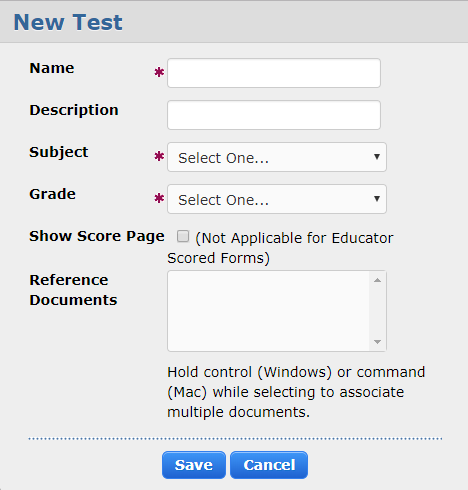 New Test
Name *
Description
Subject * Select One...
Grade * Select One...
Show Score Page (Not Applicable for Educator
Scored Forms)
Reference
Documents
Hold control (Windows) or command
(Mac) while selecting to associate
multiple documents.
Save Cancel